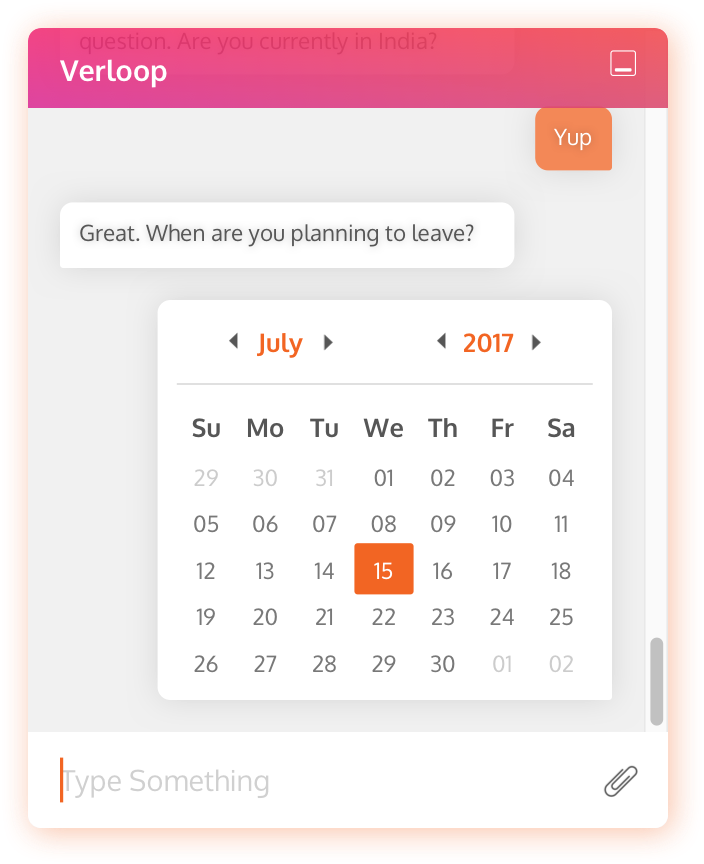 question. Are you currently in India?
Verloop
Yup
Great. When are you planning to leave?
July 2017
Su Mo Tu We Th Fr Sa
29 30 31 01 02 03 04
05 06 07 08 09 10 11
12 13 14 15 16 17 18
19 20 21 22 23 24 25
26 27 28 29 30 01 02
Type Something